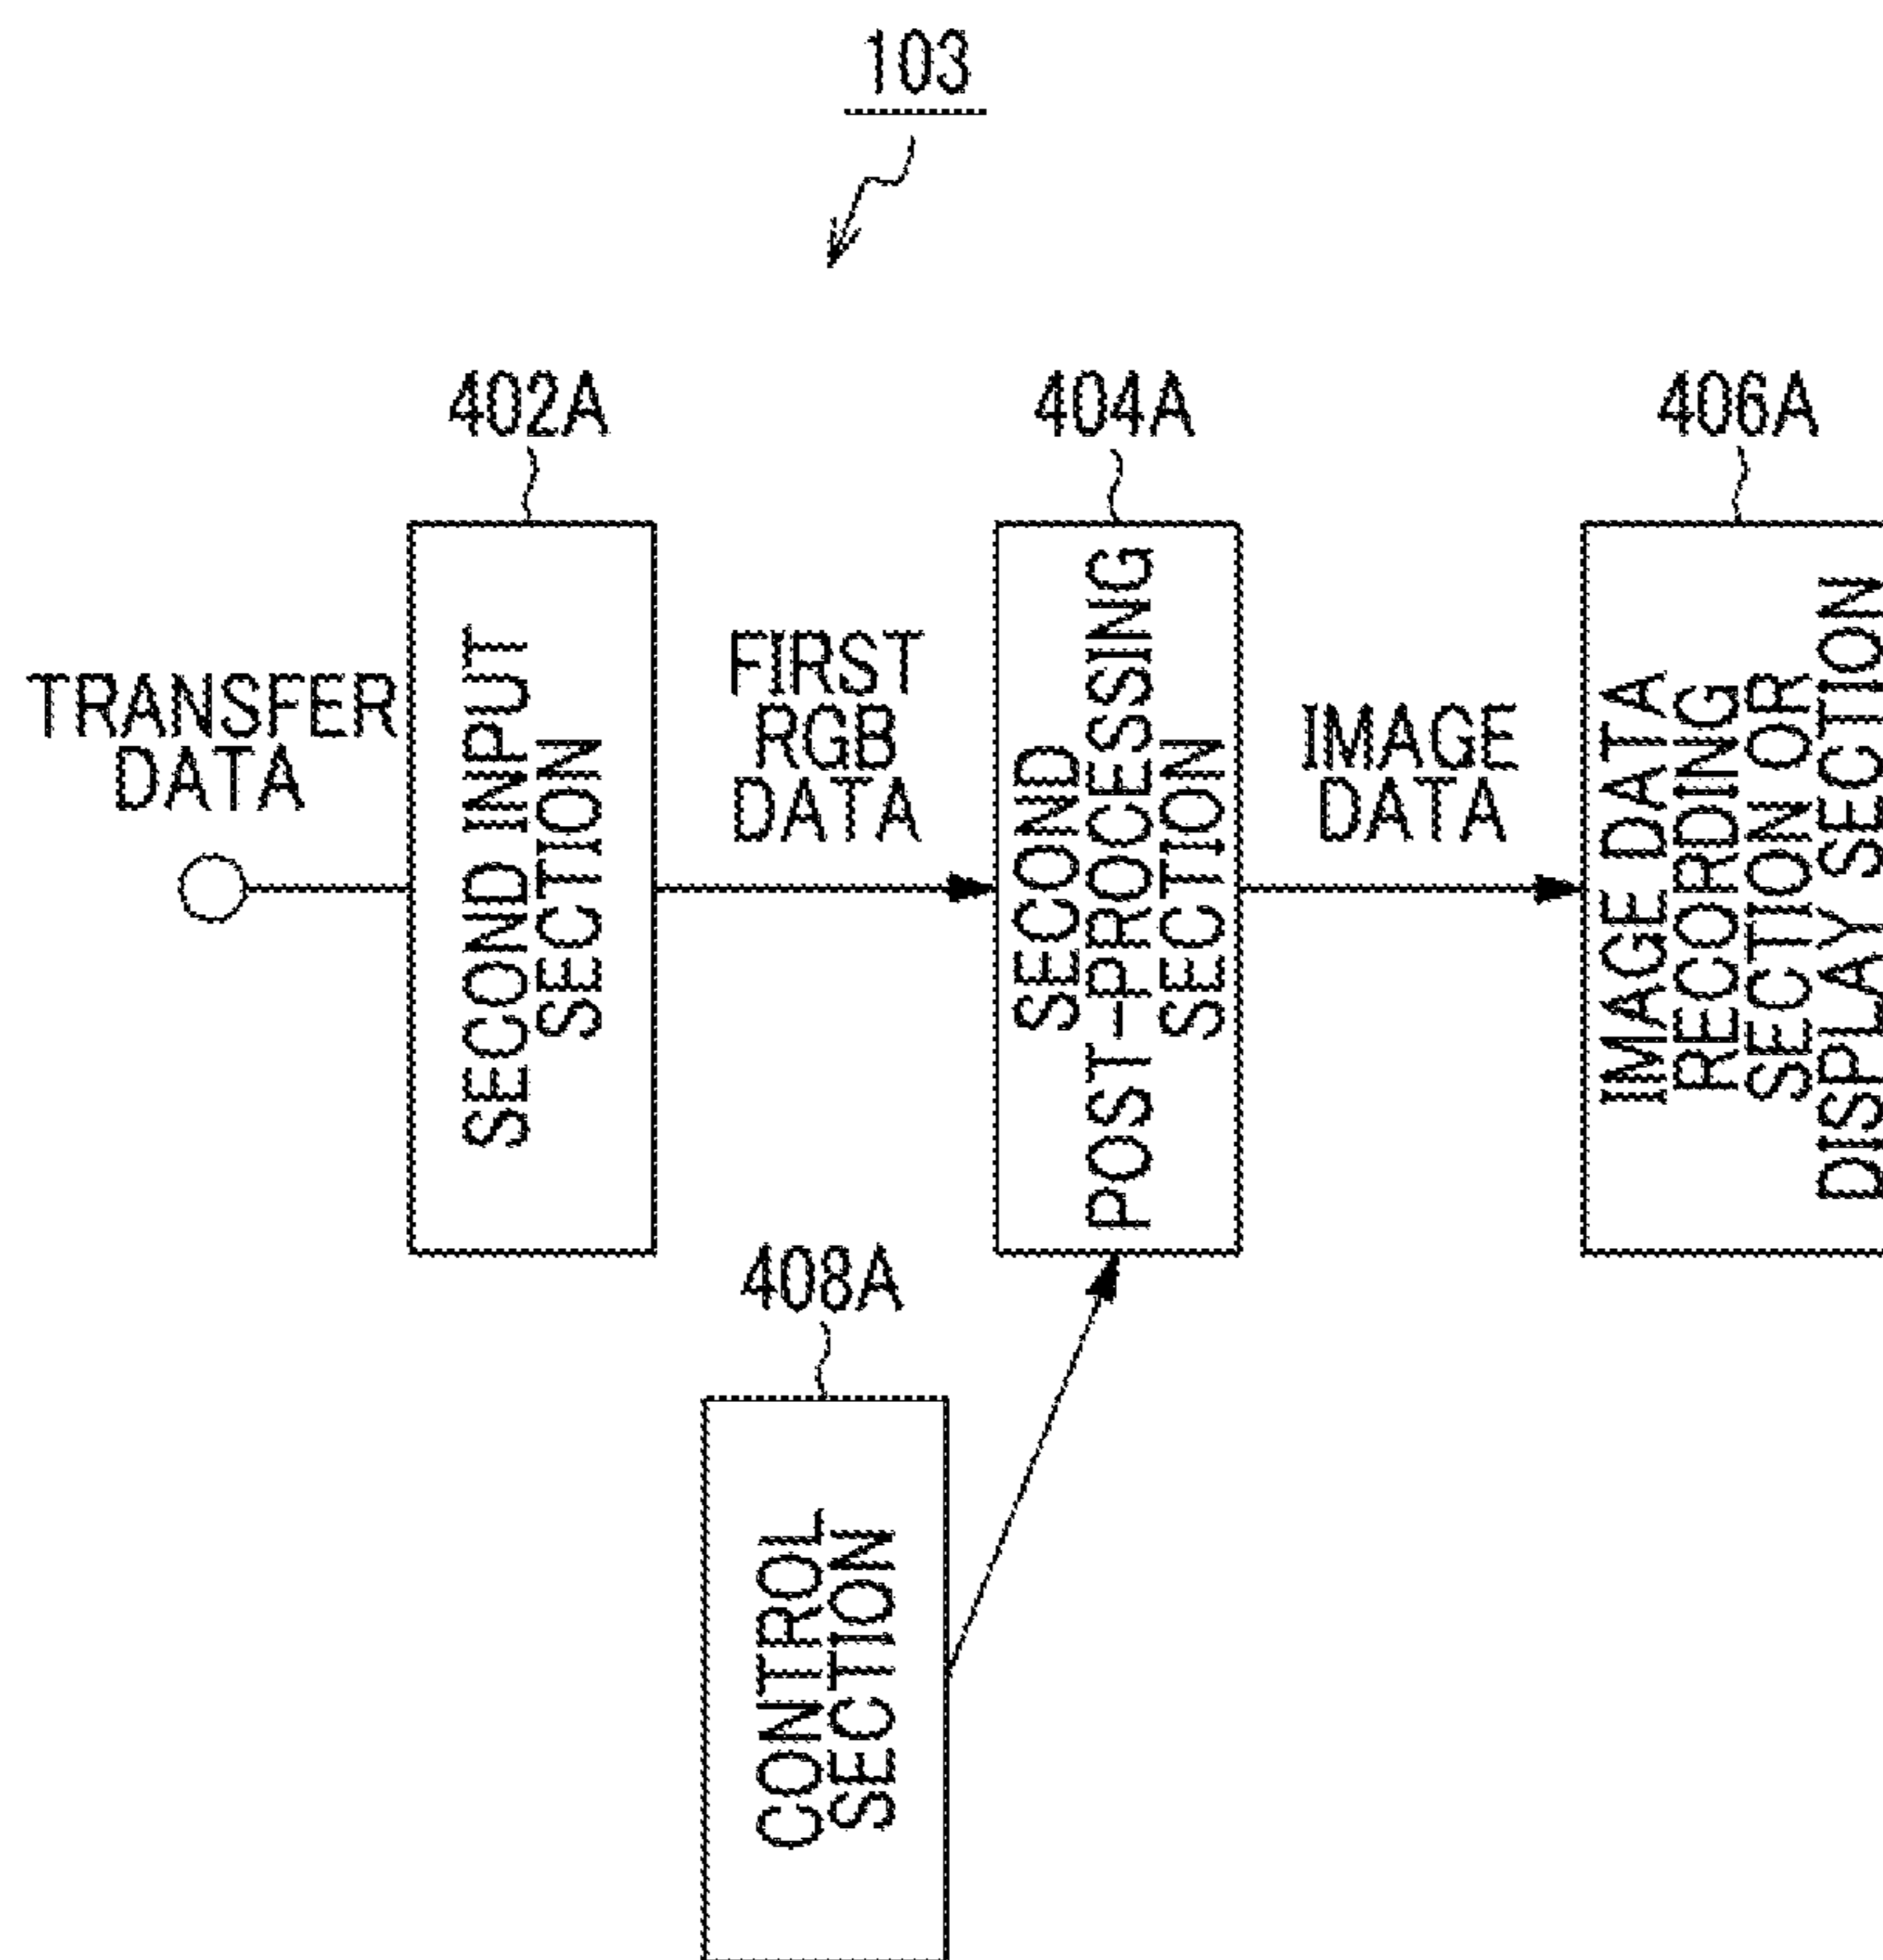 103
402A
404A
406A
TRANSFER
DATA
SECOND INPUT
SECTION
FIRST
RGB
DATA
SECOND
POST-PROCESSING
SECTION
IMAGE
DATA
IMAGE DATA
RECORDING
SECTION OR
DISPLAY SECTION
408A
CONTROL
SECTION